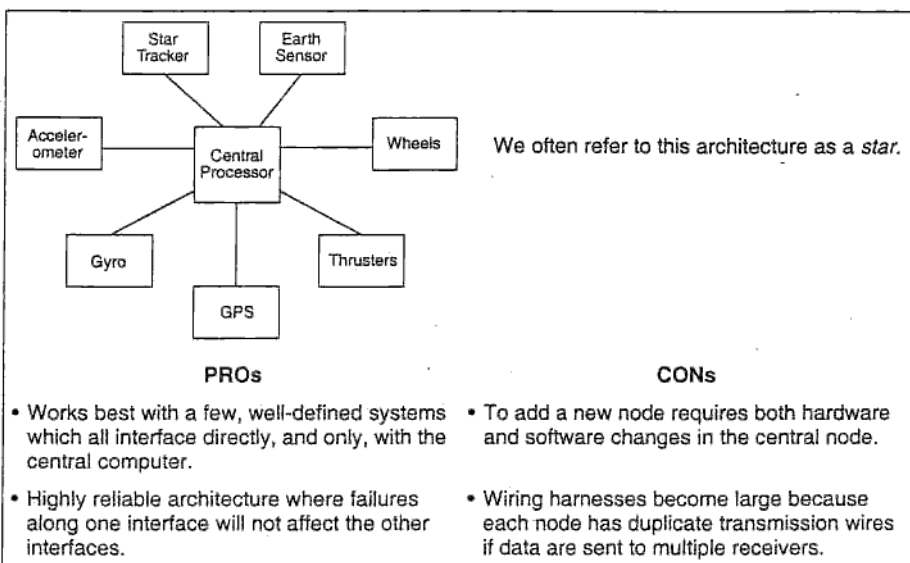 Star
Tracker
Earth
Sensor
Acceler-
ometer
Central
Processor
Wheels
We often refer to this architecture as a star.
Gyro
Thrusters
GPS
PROs
• Works best with a few, well-defined systems
which all interface directly, and only, with the
central computer.
• Highly reliable architecture where failures
along one interface will not affect the other
interfaces.
CONs
• To add a new node requires both hardware
and software changes in the central node.
• Wiring harnesses become large because
each node has duplicate transmission wires
if data are sent to multiple receivers.